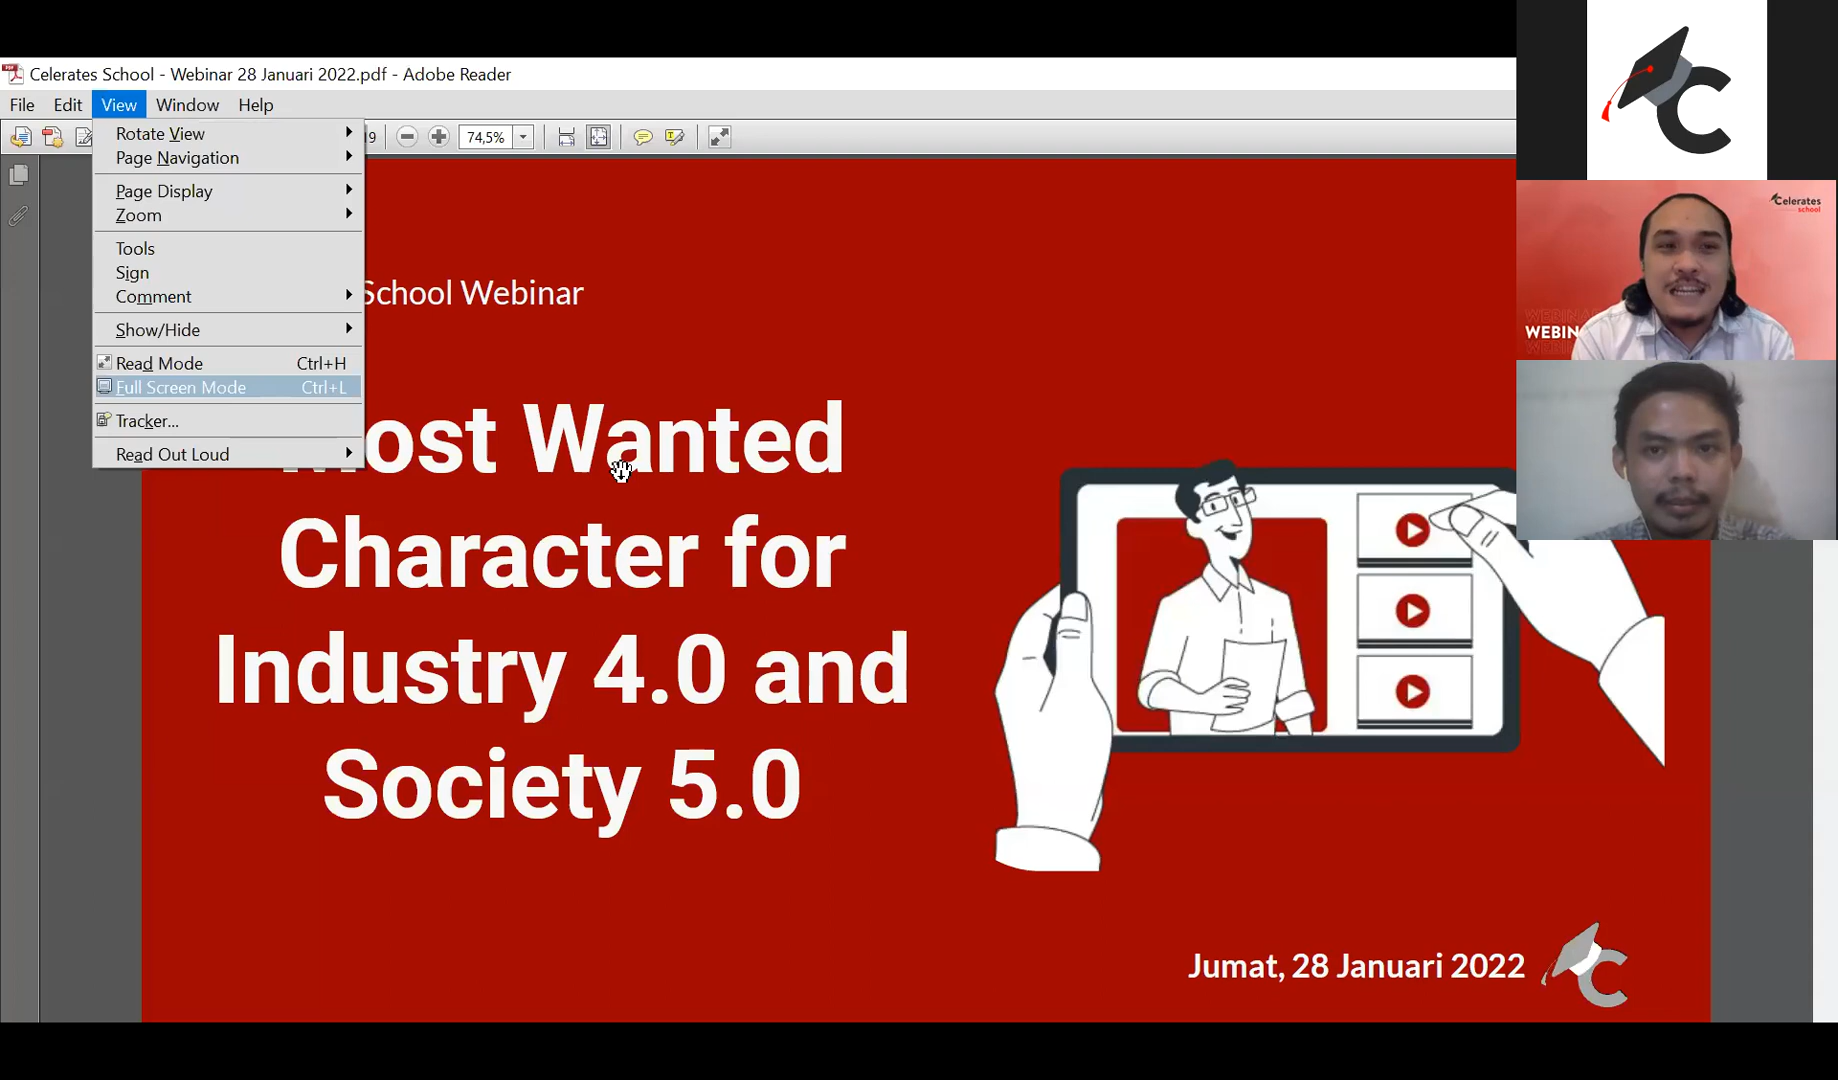 Celerates School - Webinar 28 Januari 2022.pdf - Adobe Reader
File Edit View Window Help
Rotate View
Page Navigation
Page Display
Zoom
Tools
Sign
Comment
Show/Hide
Read Mode Ctrl+H
Full Screen Mode Ctrl+L
Tracker...
Read Out Loud
74,5%
School Webinar
Most Wanted
Character for
Industry 4.0 and
Society 5.0
Jumat, 28 Januari 2022
C
Celerates
school
WEBIN